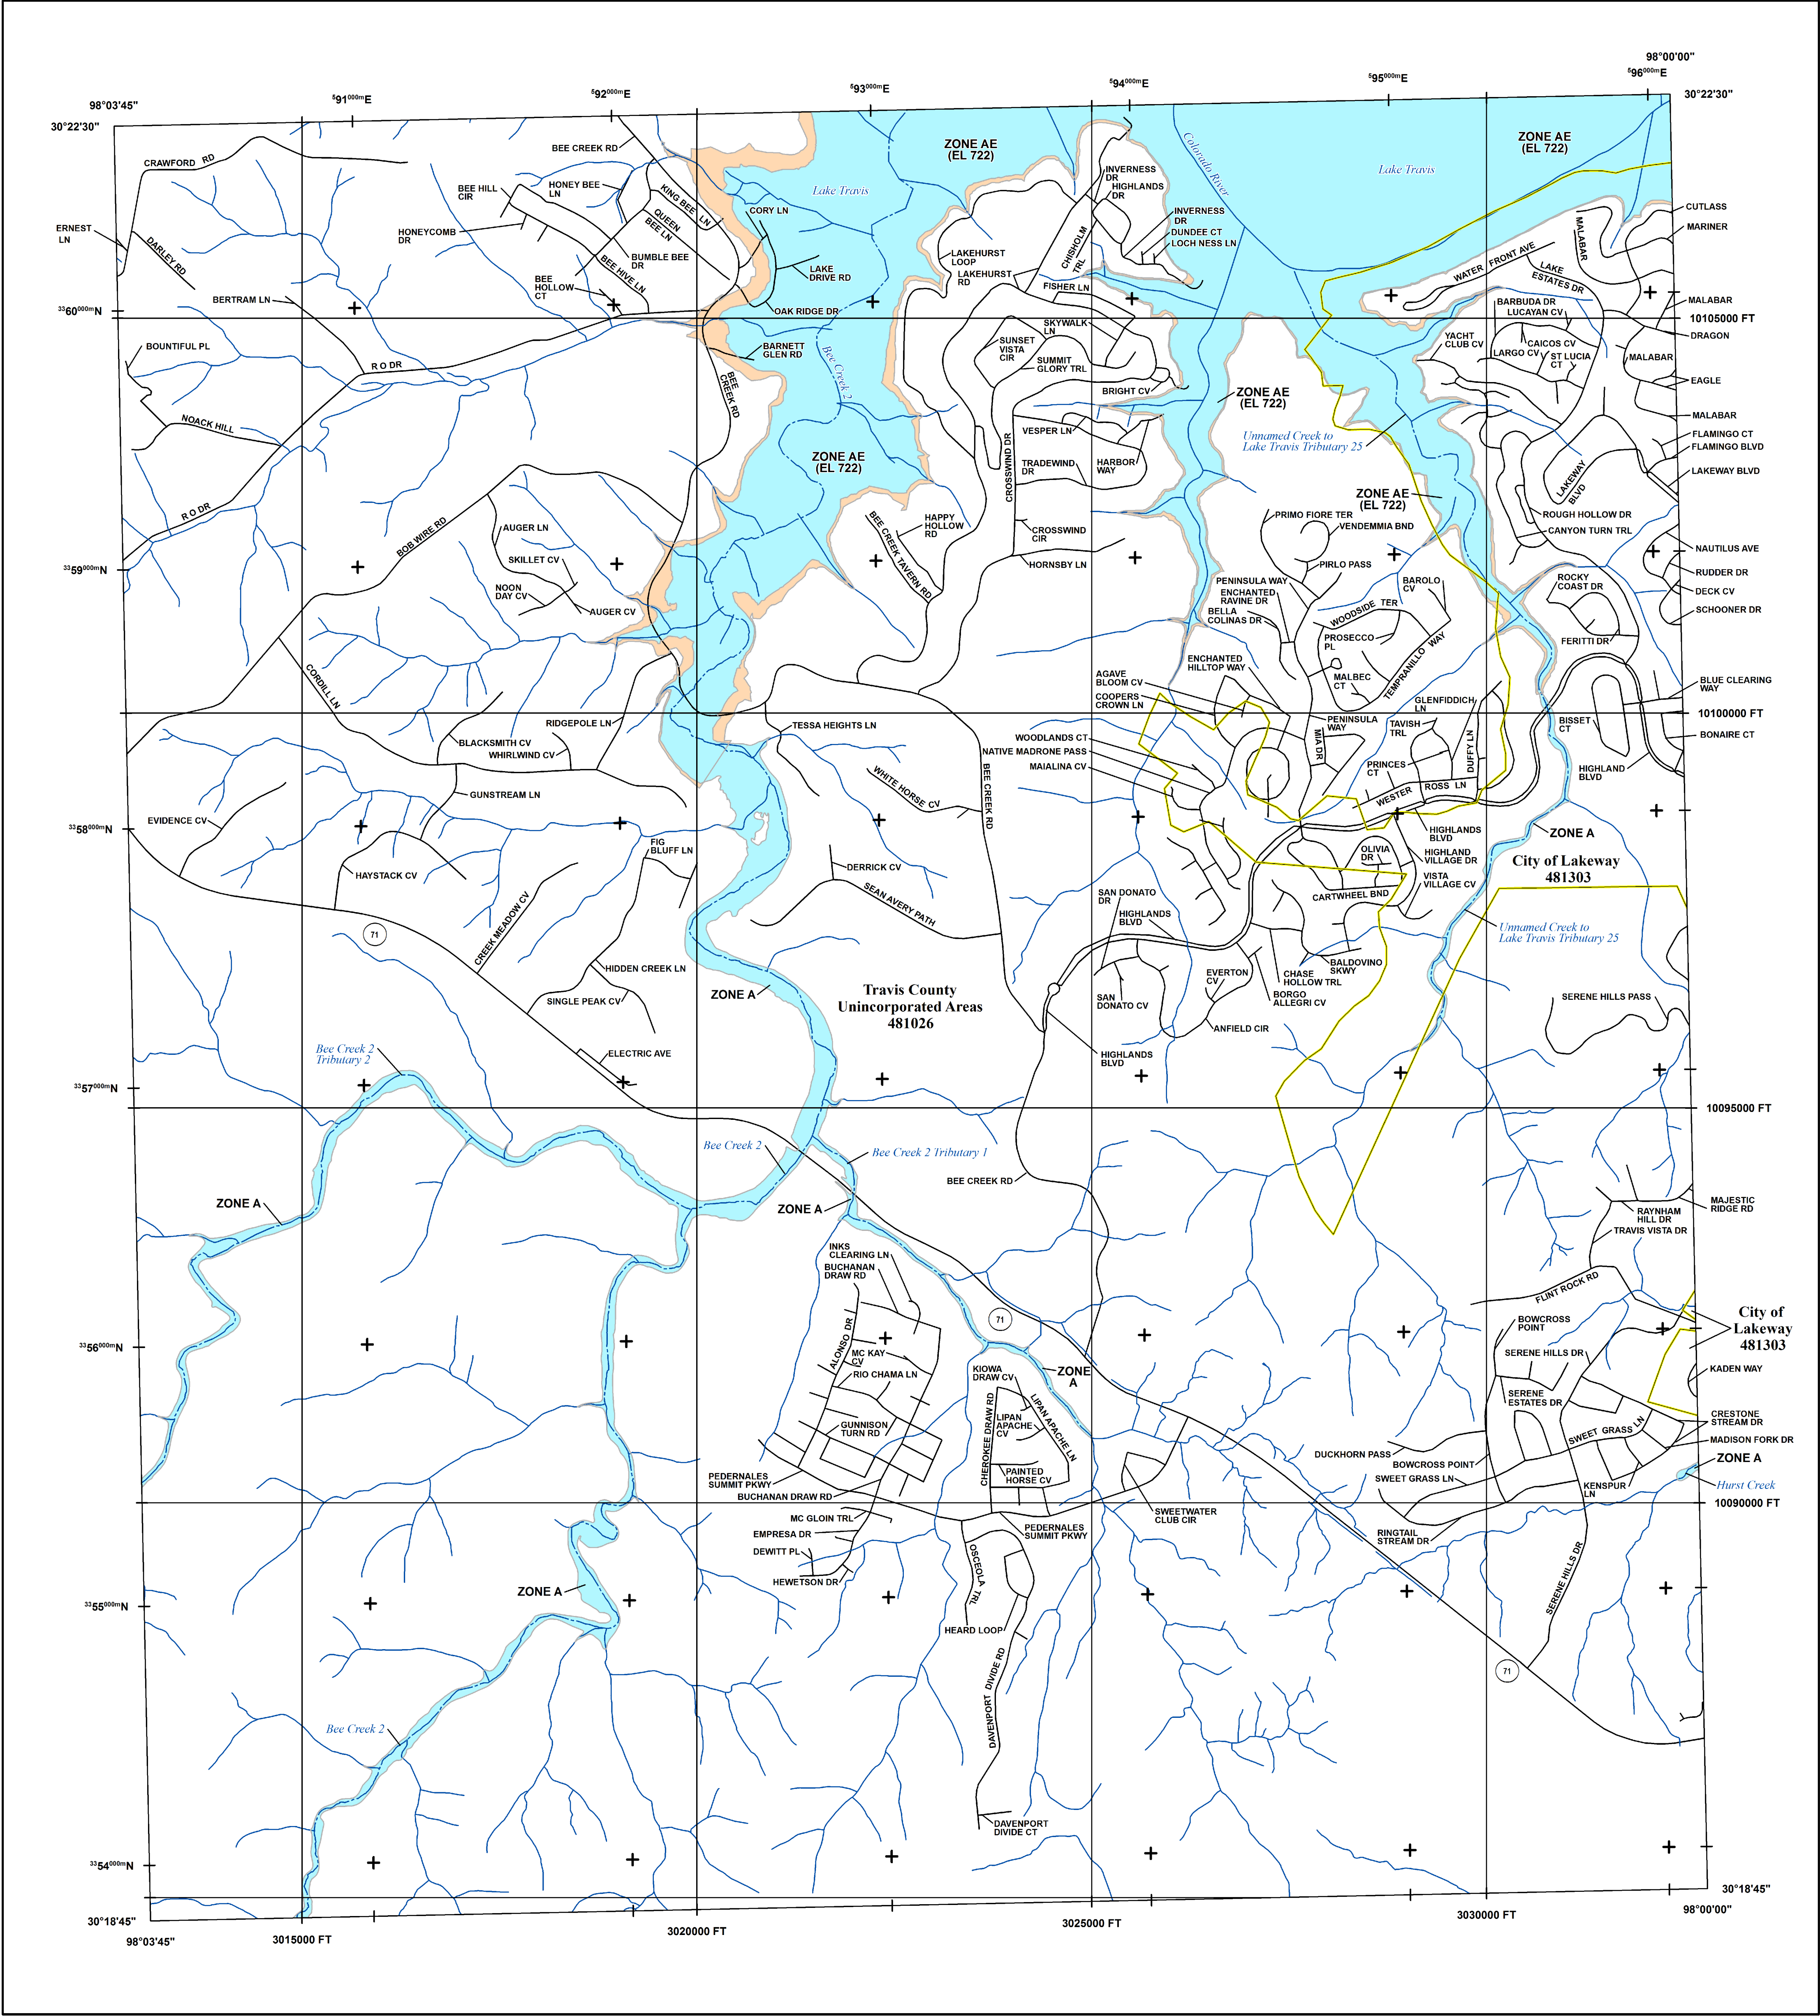 98°00'00"
98°03'45"
⁵91⁰⁰⁰ᵐE
⁵92⁰⁰⁰ᵐE
⁵93⁰⁰⁰ᵐE
⁵94⁰⁰⁰ᵐE
⁵95⁰⁰⁰ᵐE
⁵96⁰⁰⁰ᵐE
30°22'30"
30°22'30"
CRAWFORD RD
BEE CREEK RD
ZONE AE
(EL 722)
Colorado River
ZONE AE
(EL 722)
Lake Travis
Lake Travis
BEE HILL
CIR
HONEY BEE
LN
KING BEE LN
QUEEN
BEE LN
CORY LN
INVERNESS
DR
HIGHLANDS
DR
INVERNESS
DR
DUNDEE CT
LOCH NESS LN
CUTLASS
MARINER
MALABAR
ERNEST
LN
DARLEY RD
HONEYCOMB
DR
BUMBLE BEE
DR
BEE HIVE LN
BEE
HOLLOW
CT
LAKE
DRIVE RD
LAKEHURST
LOOP
LAKEHURST
RD
CHISHOLM
TRL
FISHER LN
WATER FRONT AVE
LAKE
ESTATES DR
BERTRAM LN
OAK RIDGE DR
BARBUDA DR
LUCAYAN CV
MALABAR
³³60⁰⁰⁰ᵐN
10105000 FT
BOUNTIFUL PL
R O DR
BARNETT
GLEN RD
BEE
CREEK RD
Bee Creek 2
SKYWALK
LN
SUNSET
VISTA
CIR
SUMMIT
GLORY TRL
YACHT
CLUB CV
CAICOS CV
LARGO CV
ST LUCIA
CT
DRAGON
MALABAR
EAGLE
BRIGHT CV
ZONE AE
(EL 722)
MALABAR
NOACK HILL
VESPER LN
Unnamed Creek to
Lake Travis Tributary 25
FLAMINGO CT
FLAMINGO BLVD
ZONE AE
(EL 722)
TRADEWIND
DR
HARBOR
WAY
CROSSWIND DR
LAKEWAY
BLVD
LAKEWAY BLVD
R O DR
ZONE AE
(EL 722)
BOB WIRE RD
AUGER LN
BEE CREEK TAVERN RD
HAPPY
HOLLOW
RD
CROSSWIND
CIR
PRIMO FIORE TER
VENDEMMIA BND
ROUGH HOLLOW DR
CANYON TURN TRL
NAUTILUS AVE
SKILLET CV
HORNSBY LN
PIRLO PASS
RUDDER DR
³³59⁰⁰⁰ᵐN
NOON
DAY CV
AUGER CV
PENINSULA WAY
ENCHANTED
RAVINE DR
BELLA
COLINAS DR
BAROLO
CV
WOODSIDE TER
ROCKY
COAST DR
DECK CV
SCHOONER DR
PROSECCO
PL
FERITTI DR
ENCHANTED
HILLTOP WAY
TEMPRANILLO WAY
CORDILL LN
AGAVE
BLOOM CV
COOPERS
CROWN LN
MALBEC
CT
BLUE CLEARING
WAY
GLENFIDDICH
LN
10100000 FT
RIDGEPOLE LN
TESSA HEIGHTS LN
PENINSULA
WAY
TAVISH
TRL
BISSET
CT
BONAIRE CT
BLACKSMITH CV
WHIRLWIND CV
WOODLANDS CT
NATIVE MADRONE PASS
MAIALINA CV
MIA DR
DUFFY LN
PRINCES
CT
HIGHLAND
BLVD
WHITE HORSE CV
BEE CREEK RD
WESTER ROSS LN
GUNSTREAM LN
EVIDENCE CV
³³58⁰⁰⁰ᵐN
HIGHLANDS
BLVD
ZONE A
FIG
BLUFF LN
OLIVIA
DR
HIGHLAND
VILLAGE DR
City of Lakeway
481303
HAYSTACK CV
DERRICK CV
VISTA
VILLAGE CV
SEAN AVERY PATH
SAN DONATO
DR
CARTWHEEL BND
HIGHLANDS
BLVD
71
CREEK MEADOW CV
Unnamed Creek to
Lake Travis Tributary 25
HIDDEN CREEK LN
SINGLE PEAK CV
ZONE A
Travis County
Unincorporated Areas
481026
EVERTON
CV
CHASE
HOLLOW TRL
BALDOVINO
SKWY
SAN
DONATO CV
BORGO
ALLEGRI CV
SERENE HILLS PASS
ANFIELD CIR
Bee Creek 2
Tributary 2
ELECTRIC AVE
HIGHLANDS
BLVD
³³57⁰⁰⁰ᵐN
10095000 FT
Bee Creek 2
Bee Creek 2 Tributary 1
BEE CREEK RD
ZONE A
ZONE A
MAJESTIC
RIDGE RD
RAYNHAM
HILL DR
TRAVIS VISTA DR
INKS
CLEARING LN
BUCHANAN
DRAW RD
FLINT ROCK RD
71
BOWCROSS
POINT
City of
Lakeway
481303
³³56⁰⁰⁰ᵐN
ALONSO DR
MC KAY
CV
RIO CHAMA LN
KIOWA
DRAW CV
ZONE
A
SERENE HILLS DR
KADEN WAY
SERENE
ESTATES DR
CHEROKEE DRAW RD
LIPAN
APACHE
CV
LIPAN APACHE LN
CRESTONE
STREAM DR
GUNNISON
TURN RD
SWEET GRASS LN
MADISON FORK DR
DUCKHORN PASS
BOWCROSS POINT
ZONE A
PEDERNALES
SUMMIT PKWY
PAINTED
HORSE CV
SWEET GRASS LN
KENSPUR
LN
Hurst Creek
BUCHANAN DRAW RD
10090000 FT
MC GLOIN TRL
SWEETWATER
CLUB CIR
EMPRESA DR
PEDERNALES
SUMMIT PKWY
RINGTAIL
STREAM DR
DEWITT PL
HEWETSON DR
OSCEOLA
TRL
SERENE HILLS DR
ZONE A
³³55⁰⁰⁰ᵐN
HEARD LOOP
71
DAVENPORT DIVIDE RD
Bee Creek 2
DAVENPORT
DIVIDE CT
³³54⁰⁰⁰ᵐN
30°18'45"
30°18'45"
98°03'45"
3015000 FT
3020000 FT
3025000 FT
3030000 FT
98°00'00"